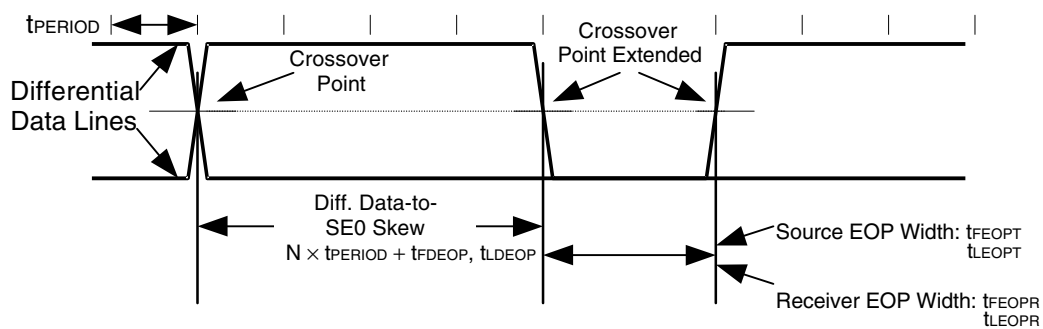 tPERIOD
Differential
Data Lines
Crossover
Point
Crossover
Point Extended
Diff. Data-to-
SE0 Skew
N × tPERIOD + tFDEOP, tLDEOP
Source EOP Width: tFEOPT
tLEOPT
Receiver EOP Width: tFEOPR
tLEOPR